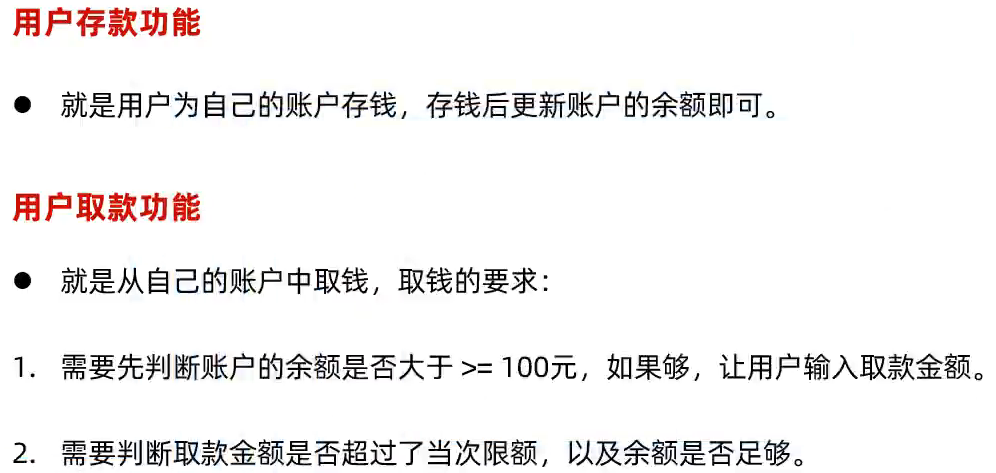 用户存款功能
● 就是用户为自己的账户存钱，存钱后更新账户的余额即可。
用户取款功能
● 就是从自己的账户中取钱，取钱的要求：
1. 需要先判断账户的余额是否大于 >= 100元，如果够，让用户输入取款金额。
2. 需要判断取款金额是否超过了当次限额，以及余额是否足够。